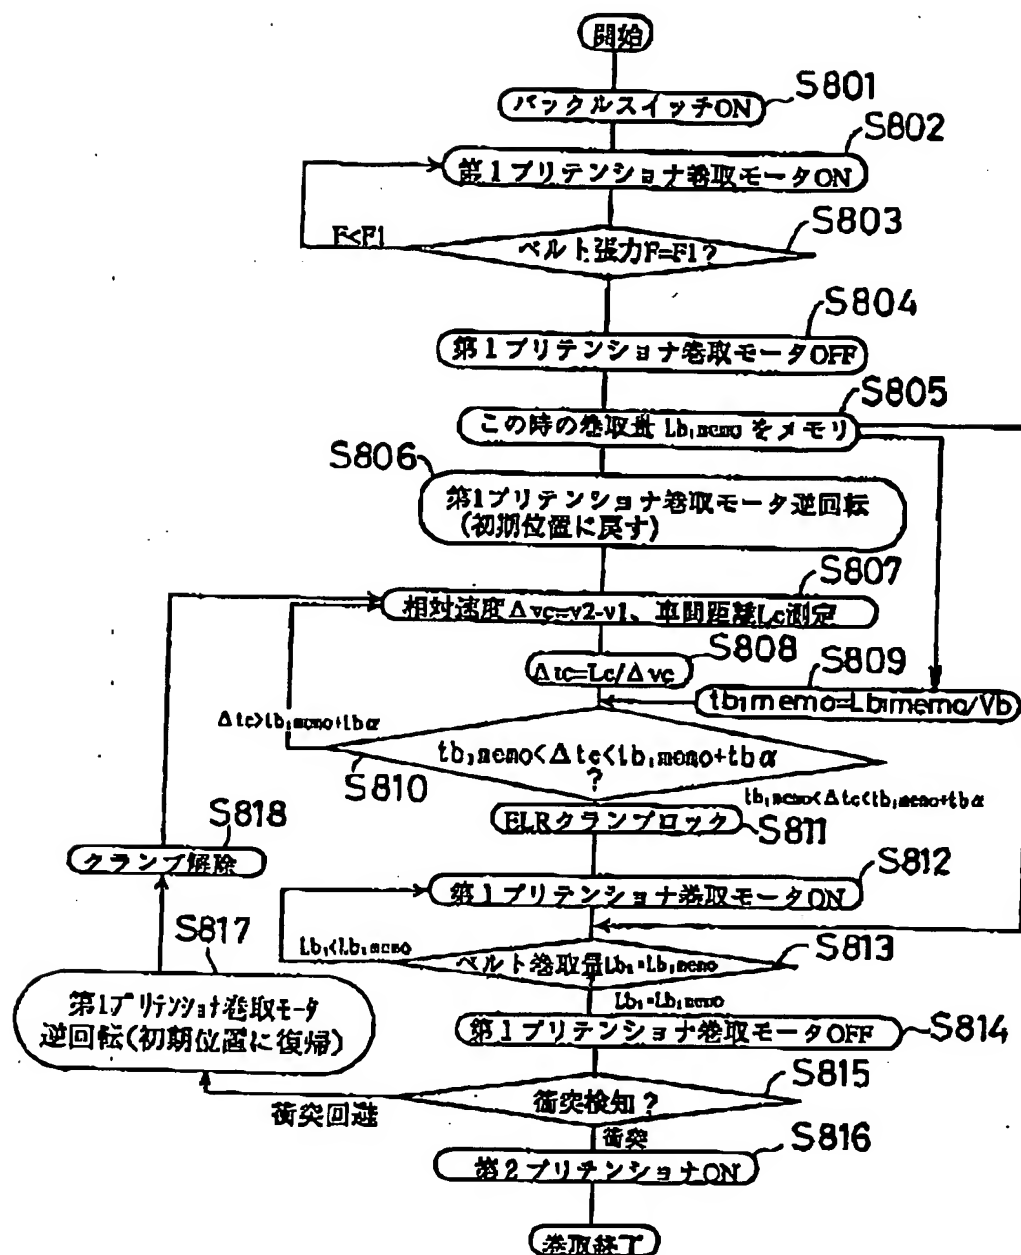 開始
S801
バックルスイッチON
S802
第1プリテンショナ巻取モータON
S803
F<F1
ベルト張力F=F1?
S804
第1プリテンショナ巻取モータOFF
S805
この時の巻取量 Lb₁memo をメモリ
S806
第1プリテンショナ巻取モータ逆回転
(初期位置に戻す)
S807
相対速度Δvc=v2-v1、車間距離Lc測定
S808
Δtc=Lc/Δvc
S809
tb₁memo=Lb₁memo/Vb
Δtc>tb₁memo+tbα
tb₁memo<Δtc<tb₁memo+tbα
?
S810
tb₁memo<Δtc<tb₁memo+tbα
ELRクランプロック
S811
S818
クランプ解除
S812
第1プリテンショナ巻取モータON
S817
Lb₁<Lb₁memo
S813
ベルト巻取量Lb₁=Lb₁memo
第1プリテンショナ巻取モータ
逆回転(初期位置に復帰)
Lb₁=Lb₁memo
第1プリテンショナ巻取モータOFF
S814
S815
衝突検知?
衝突回避
衝突
S816
第2プリテンショナON
巻取終了